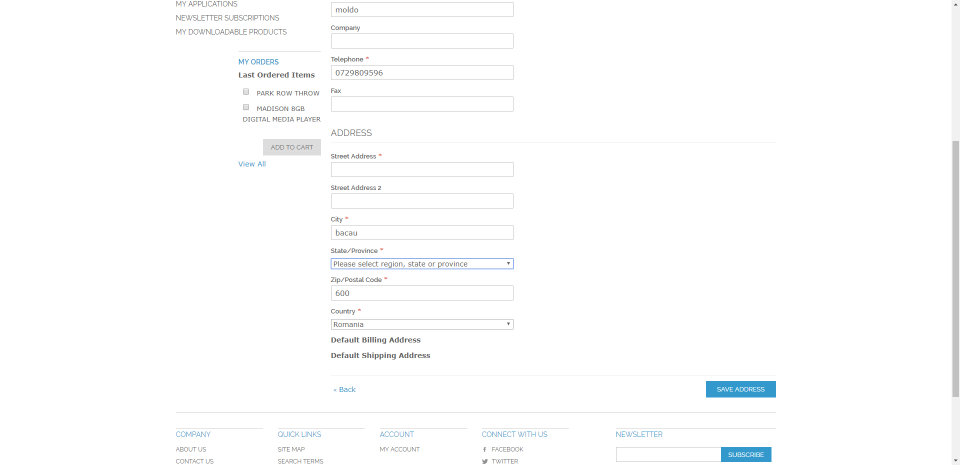 MY APPLICATIONS
NEWSLETTER SUBSCRIPTIONS
MY DOWNLOADABLE PRODUCTS
MY ORDERS
Last Ordered Items
PARK ROW THROW
MADISON 8GB
DIGITAL MEDIA PLAYER
ADD TO CART
View All
moldo
Company
Telephone *
0729809596
Fax
ADDRESS
Street Address *
Street Address 2
City *
bacau
State/Province *
Please select region, state or province
Zip/Postal Code *
600
Country *
Romania
Default Billing Address
Default Shipping Address
« Back
SAVE ADDRESS
COMPANY
ABOUT US
CONTACT US
QUICK LINKS
SITE MAP
SEARCH TERMS
ACCOUNT
MY ACCOUNT
CONNECT WITH US
FACEBOOK
TWITTER
NEWSLETTER
SUBSCRIBE